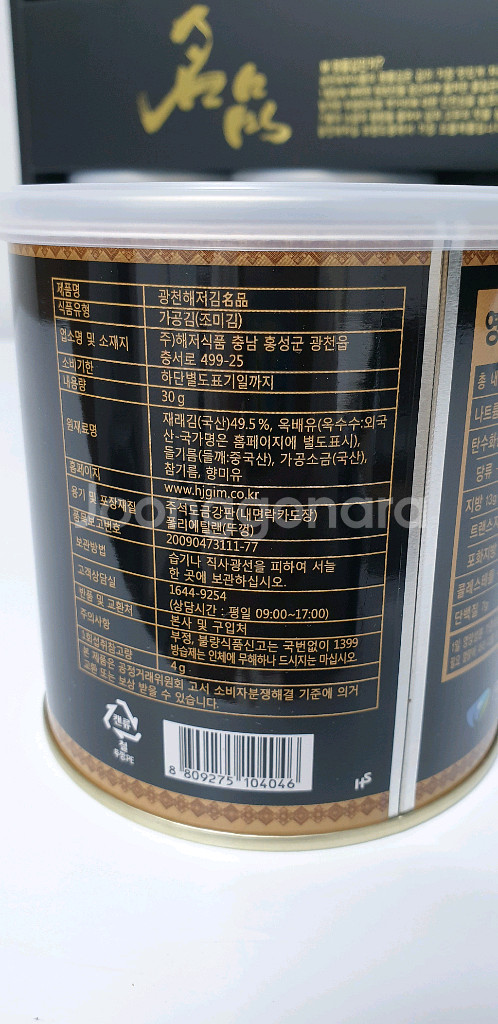 名品
제품명 광천해저김名品
식품유형 가공김(조미김)
업소명 및 소재지 주)해저식품 충남 홍성군 광천읍
충서로 499-25
소비기한 하단별도표기일까지
내용량 30 g
원재료명 재래김(국산)49.5%, 옥배유(옥수수:외국
산-국가명은 홈페이지에 별도표시),
들기름(들깨:중국산), 가공소금(국산),
참기름, 향미유
홈페이지 www.hjgim.co.kr
용기 및 포장재질 주석도금강판(내면락카도장)
폴리에틸렌(뚜껑)
품목보고번호 20090473111-77
보관방법 습기나 직사광선을 피하여 서늘
한 곳에 보관하십시오.
고객상담실 1644-9254
(상담시간 : 평일 09:00~17:00)
반품 및 교환처 본사 및 구입처
주의사항 부정, 불량식품신고는 국번없이 1399
방습제는 인체에 무해하나 드시지는 마십시오
1회섭취참고량 4 g
본 제품은 공정거래위원회 고서 소비자분쟁해결 기준에 의거
교환 또는 보상 받을 수 있습니다.
캔류
철
뚜껑:PE
8 809275 104046
HS
영
총 내
나트륨
탄수화
당류
지방
트랜스
포화지
콜레스테롤
단백질
joonggonara